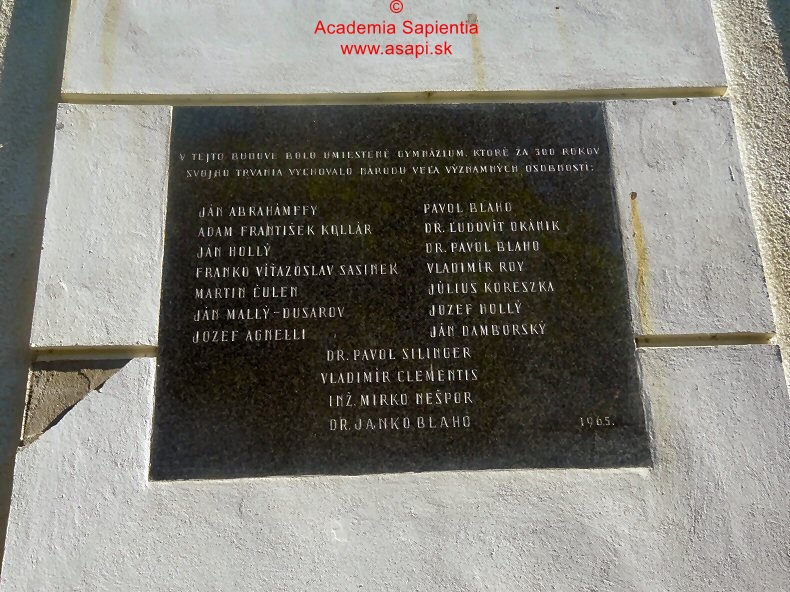 ©
Academia Sapientia
www.asapi.sk
V TEJTO BUDOVE BOLO UMIESTENÉ GYMNÁZIUM, KTORÉ ZA 300 ROKOV
SVOJHO TRVANIA VYCHOVALO NÁRODU VEĽA VÝZNAMNÝCH OSOBNOSTÍ:
JÁN ABRAHÁMFFY
ADAM FRANTIŠEK KOLLÁR
JÁN HOLLÝ
FRANKO VÍŤAZOSLAV SASINEK
MARTIN ČULEN
JÁN MALLÝ-DUSAROV
JOZEF AGNELLI
PAVOL BLAHO
DR. ĽUDOVÍT OKÁNIK
DR. PAVOL BLAHO
VLADIMÍR ROY
JÚLIUS KORESZKA
JOZEF HOLLÝ
JÁN DAMBORSKÝ
DR. PAVOL SILINGER
VLADIMÍR CLEMENTIS
INŽ. MIRKO NEŠPOR
DR. JANKO BLAHO
1965.